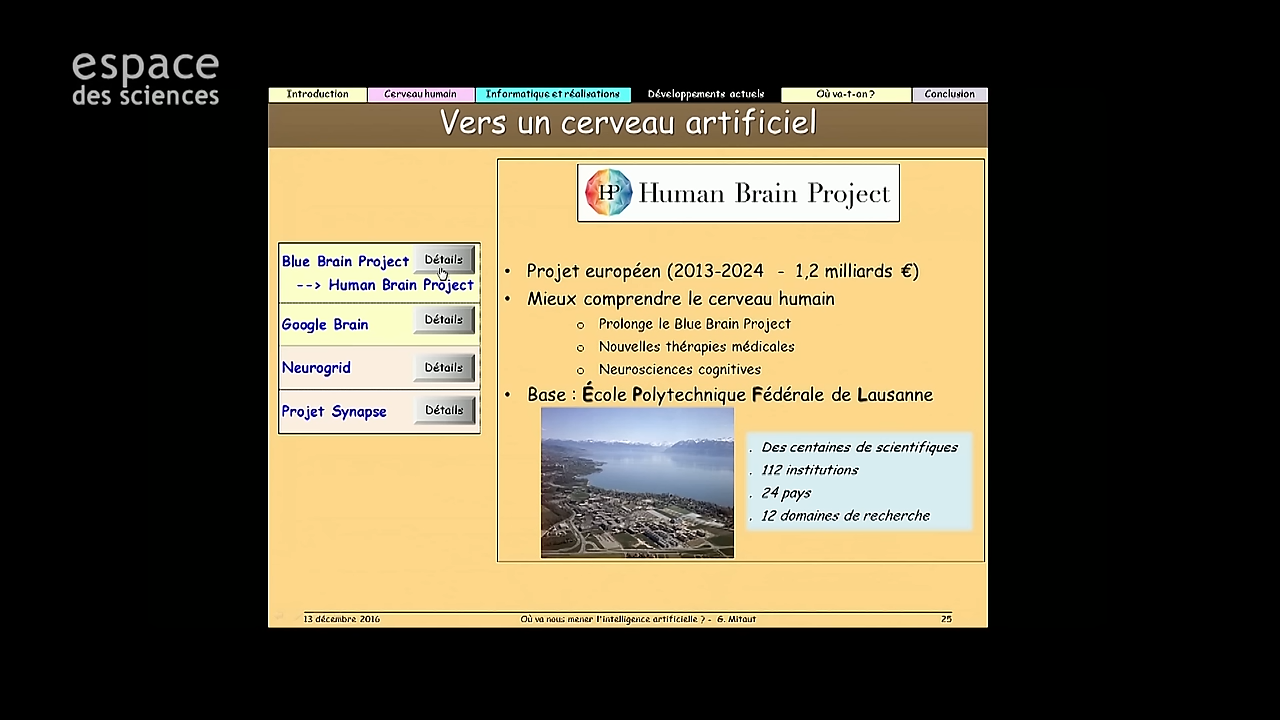 espace
des sciences
Introduction Cerveau humain Informatique et réalisations Développements actuels Où va-t-on ? Conclusion
Vers un cerveau artificiel
HP Human Brain Project
Blue Brain Project Détails
--> Human Brain Project
Google Brain Détails
Neurogrid Détails
Projet Synapse Détails
• Projet européen (2013-2024 - 1,2 milliards €)
• Mieux comprendre le cerveau humain
o Prolonge le Blue Brain Project
o Nouvelles thérapies médicales
o Neurosciences cognitives
• Base : École Polytechnique Fédérale de Lausanne
. Des centaines de scientifiques
. 112 institutions
. 24 pays
. 12 domaines de recherche
13 décembre 2016 Où va nous mener l'intelligence artificielle ? - G. Mitaut 25